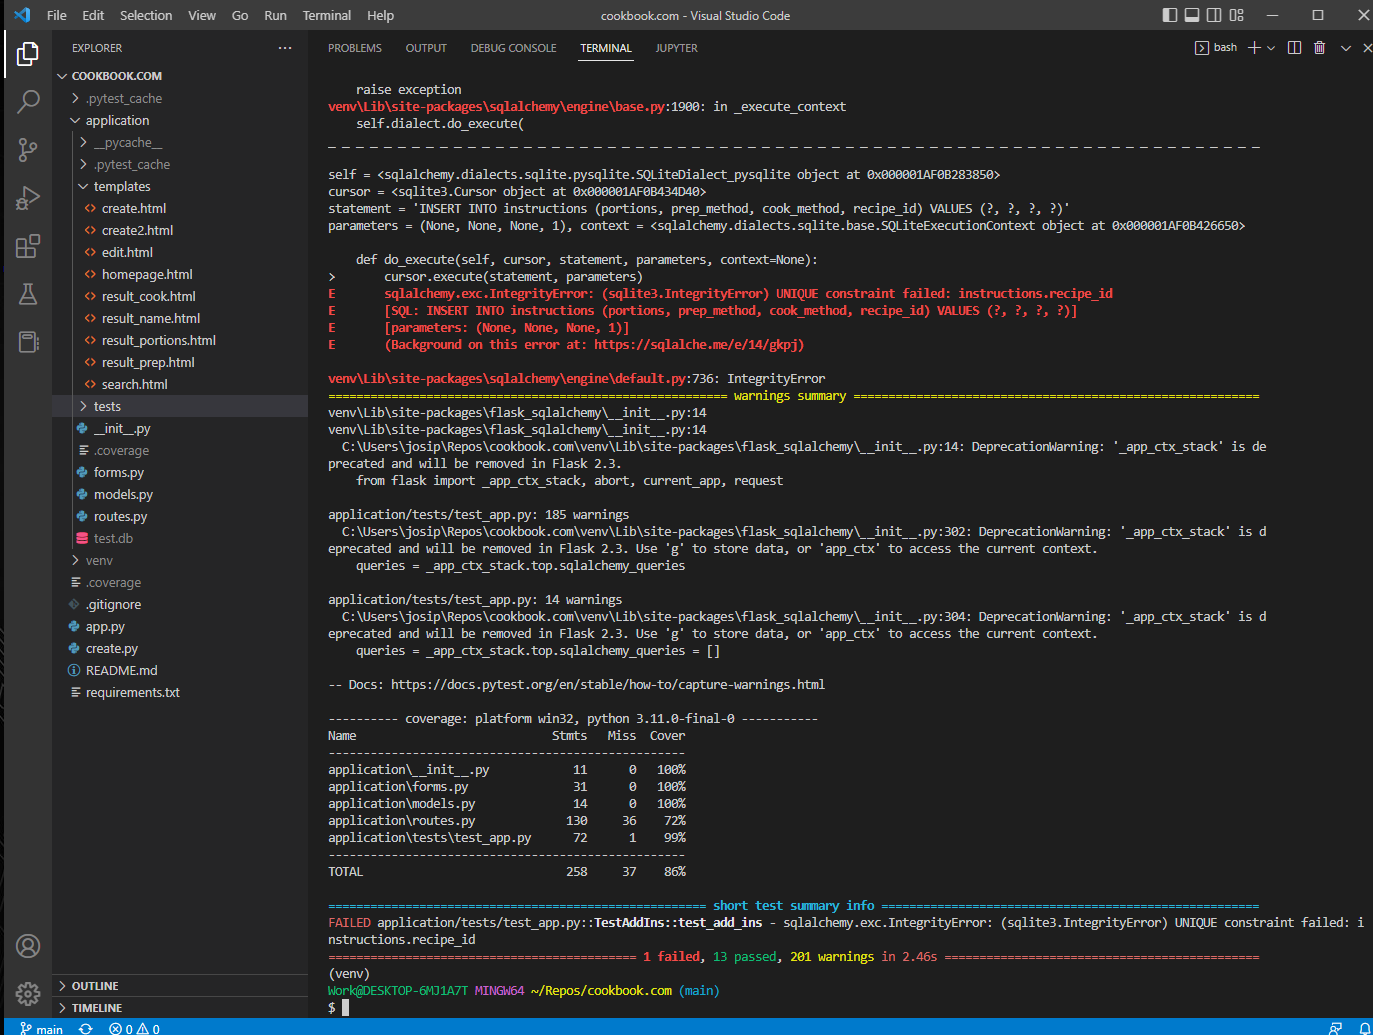 File Edit Selection View Go Run Terminal Help
cookbook.com - Visual Studio Code
EXPLORER
COOKBOOK.COM
.pytest_cache
application
__pycache__
.pytest_cache
templates
create.html
create2.html
edit.html
homepage.html
result_cook.html
result_name.html
result_portions.html
result_prep.html
search.html
tests
__init__.py
.coverage
forms.py
models.py
routes.py
test.db
venv
.coverage
.gitignore
app.py
create.py
README.md
requirements.txt
OUTLINE
TIMELINE
PROBLEMS OUTPUT DEBUG CONSOLE TERMINAL JUPYTER
bash
raise exception
venv\Lib\site-packages\sqlalchemy\engine\base.py:1900: in _execute_context
self.dialect.do_execute(
_ _ _ _ _ _ _ _ _ _ _ _ _ _ _ _ _ _ _ _ _ _ _ _ _ _ _ _ _ _ _ _ _ _ _ _ _ _ _ _ _ _ _ _ _ _ _ _ _ _ _ _ _ _ _ _ _ _ _ _ _ _ _ _ _ _ _
self = <sqlalchemy.dialects.sqlite.pysqlite.SQLiteDialect_pysqlite object at 0x000001AF0B283850>
cursor = <sqlite3.Cursor object at 0x000001AF0B434D40>
statement = 'INSERT INTO instructions (portions, prep_method, cook_method, recipe_id) VALUES (?, ?, ?, ?)'
parameters = (None, None, None, 1), context = <sqlalchemy.dialects.sqlite.base.SQLiteExecutionContext object at 0x000001AF0B426650>
def do_execute(self, cursor, statement, parameters, context=None):
> cursor.execute(statement, parameters)
E sqlalchemy.exc.IntegrityError: (sqlite3.IntegrityError) UNIQUE constraint failed: instructions.recipe_id
E [SQL: INSERT INTO instructions (portions, prep_method, cook_method, recipe_id) VALUES (?, ?, ?, ?)]
E [parameters: (None, None, None, 1)]
E (Background on this error at: https://sqlalche.me/e/14/gkpj)
venv\Lib\site-packages\sqlalchemy\engine\default.py:736: IntegrityError
========================================================= warnings summary ==========================================================
venv\Lib\site-packages\flask_sqlalchemy\__init__.py:14
venv\Lib\site-packages\flask_sqlalchemy\__init__.py:14
C:\Users\josip\Repos\cookbook.com\venv\Lib\site-packages\flask_sqlalchemy\__init__.py:14: DeprecationWarning: '_app_ctx_stack' is de
precated and will be removed in Flask 2.3.
from flask import _app_ctx_stack, abort, current_app, request
application/tests/test_app.py: 185 warnings
C:\Users\josip\Repos\cookbook.com\venv\Lib\site-packages\flask_sqlalchemy\__init__.py:302: DeprecationWarning: '_app_ctx_stack' is d
eprecated and will be removed in Flask 2.3. Use 'g' to store data, or 'app_ctx' to access the current context.
queries = _app_ctx_stack.top.sqlalchemy_queries
application/tests/test_app.py: 14 warnings
C:\Users\josip\Repos\cookbook.com\venv\Lib\site-packages\flask_sqlalchemy\__init__.py:304: DeprecationWarning: '_app_ctx_stack' is d
eprecated and will be removed in Flask 2.3. Use 'g' to store data, or 'app_ctx' to access the current context.
queries = _app_ctx_stack.top.sqlalchemy_queries = []
-- Docs: https://docs.pytest.org/en/stable/how-to/capture-warnings.html
---------- coverage: platform win32, python 3.11.0-final-0 -----------
Name Stmts Miss Cover
---------------------------------------------------
application\__init__.py 11 0 100%
application\forms.py 31 0 100%
application\models.py 14 0 100%
application\routes.py 130 36 72%
application\tests\test_app.py 72 1 99%
---------------------------------------------------
TOTAL 258 37 86%
====================================================== short test summary info ======================================================
FAILED application/tests/test_app.py::TestAddIns::test_add_ins - sqlalchemy.exc.IntegrityError: (sqlite3.IntegrityError) UNIQUE constraint failed: i
nstructions.recipe_id
============================================ 1 failed, 13 passed, 201 warnings in 2.46s =============================================
(venv)
Work@DESKTOP-6MJ1A7T MINGW64 ~/Repos/cookbook.com (main)
$
main 0 0